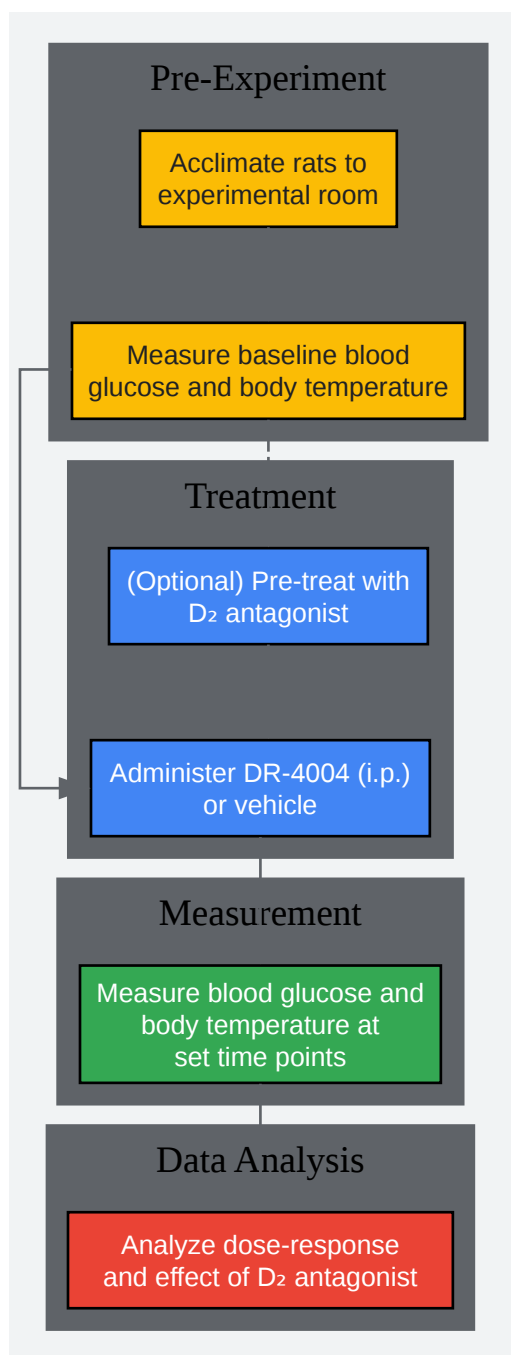 Pre-Experiment
Acclimate rats to
experimental room
Measure baseline blood
glucose and body temperature
Treatment
(Optional) Pre-treat with
D₂ antagonist
Administer DR-4004 (i.p.)
or vehicle
Measurement
Measure blood glucose and
body temperature at
set time points
Data Analysis
Analyze dose-response
and effect of D₂ antagonist